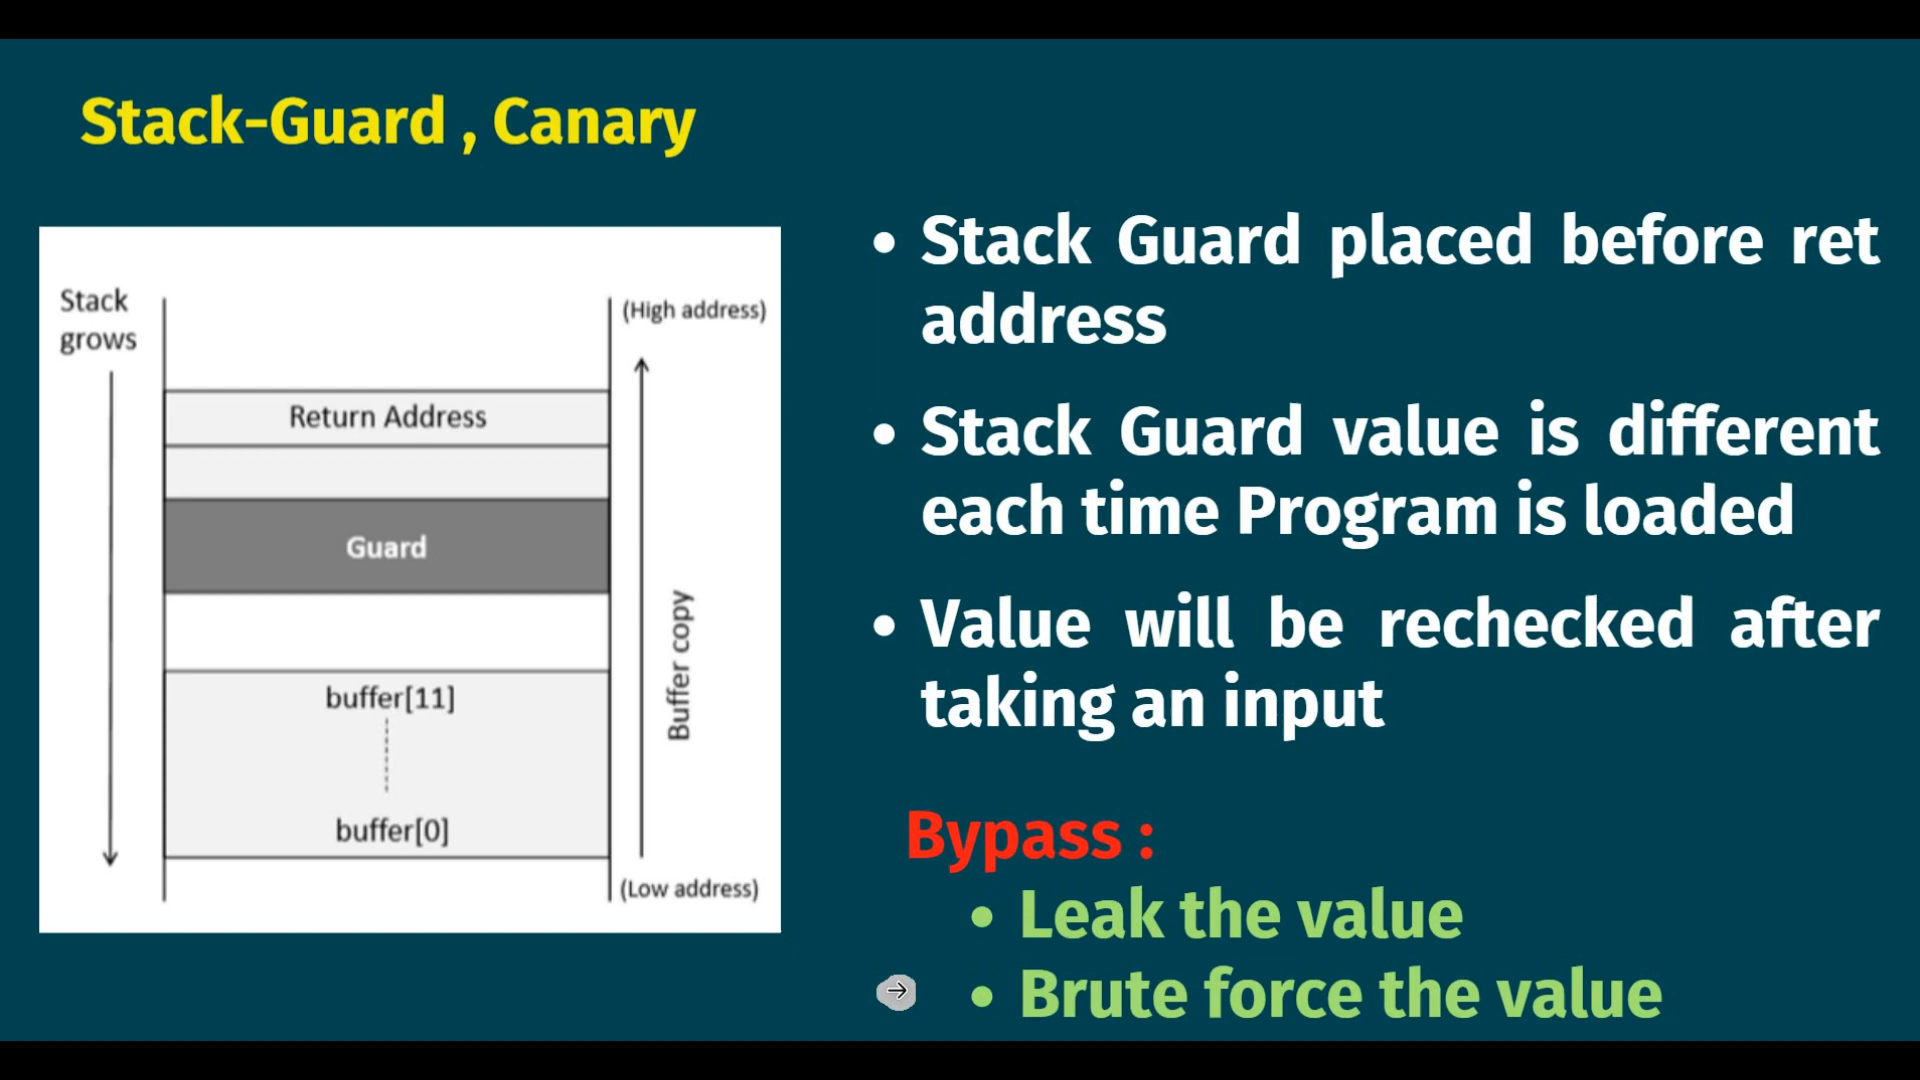 Stack-Guard , Canary
Stack
grows
(High address)
Return Address
Guard
Buffer copy
buffer[11]
buffer[0]
(Low address)
• Stack Guard placed before ret
address
• Stack Guard value is different
each time Program is loaded
• Value will be rechecked after
taking an input
Bypass :
• Leak the value
• Brute force the value